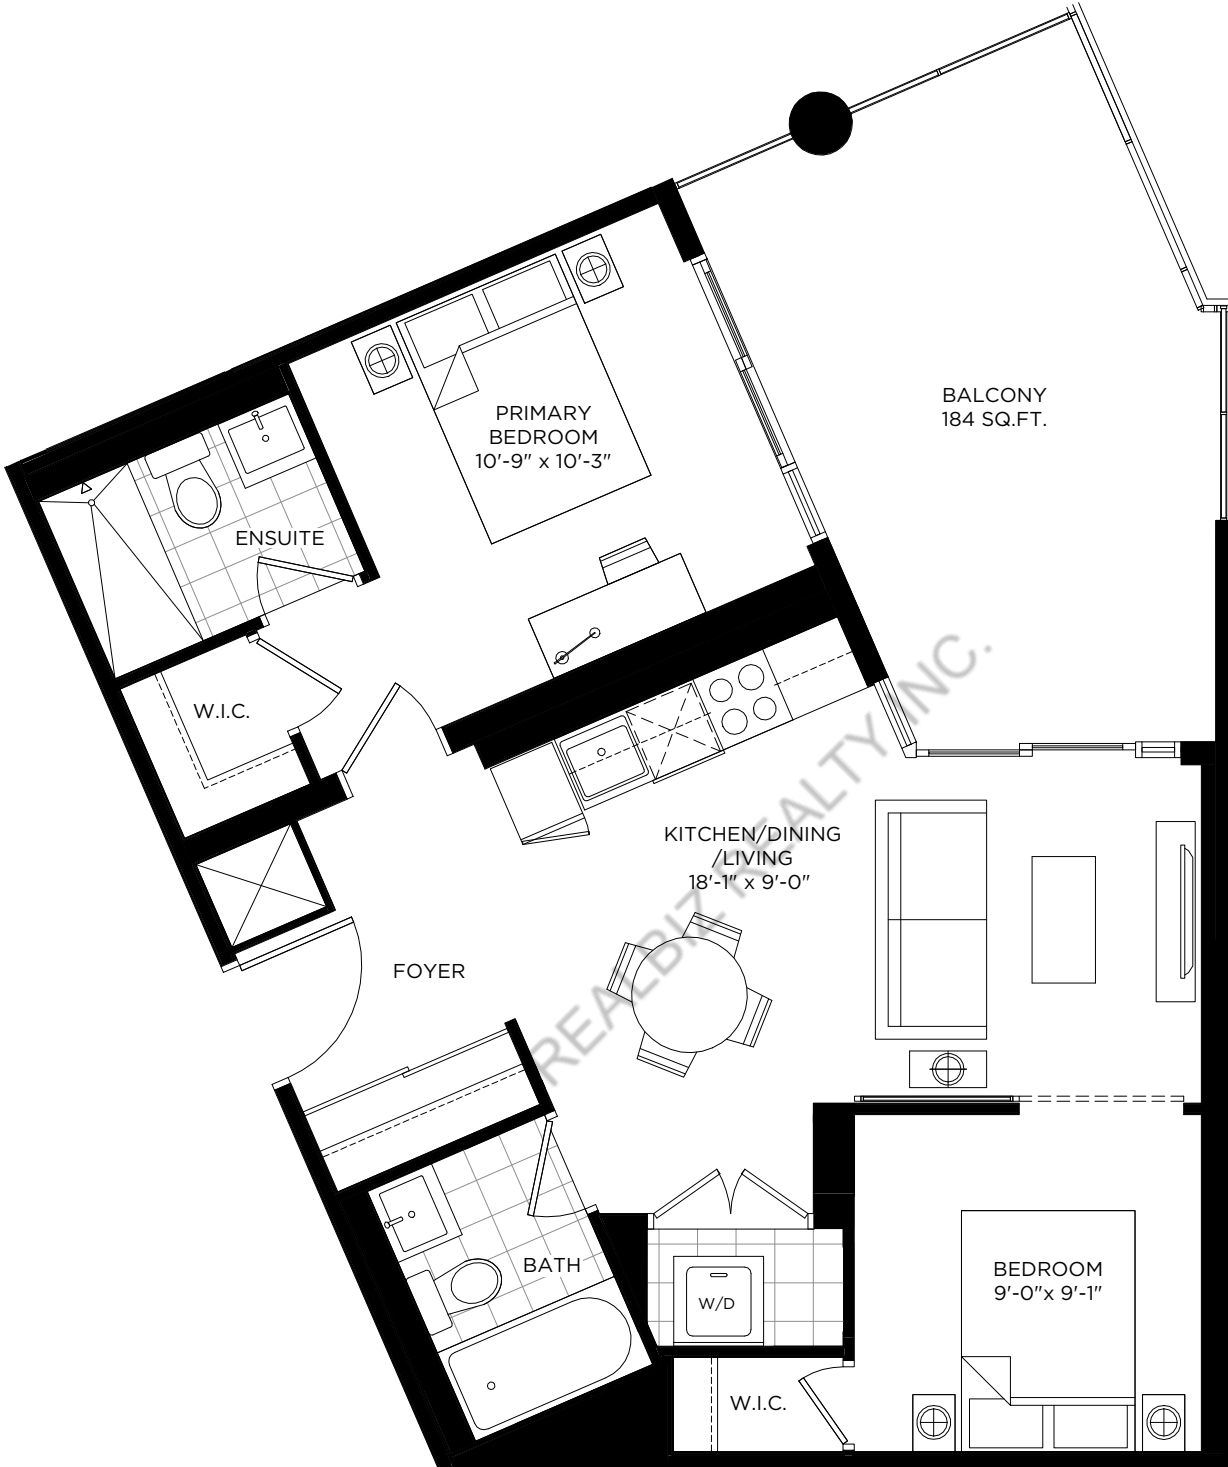 BALCONY
184 SQ.FT.
PRIMARY
BEDROOM
10'-9" x 10'-3"
ENSUITE
W.I.C.
KITCHEN/DINING
/LIVING
18'-1" x 9'-0"
FOYER
REALBIZ REALTY INC.
BATH
W/D
BEDROOM
9'-0"x 9'-1"
W.I.C.